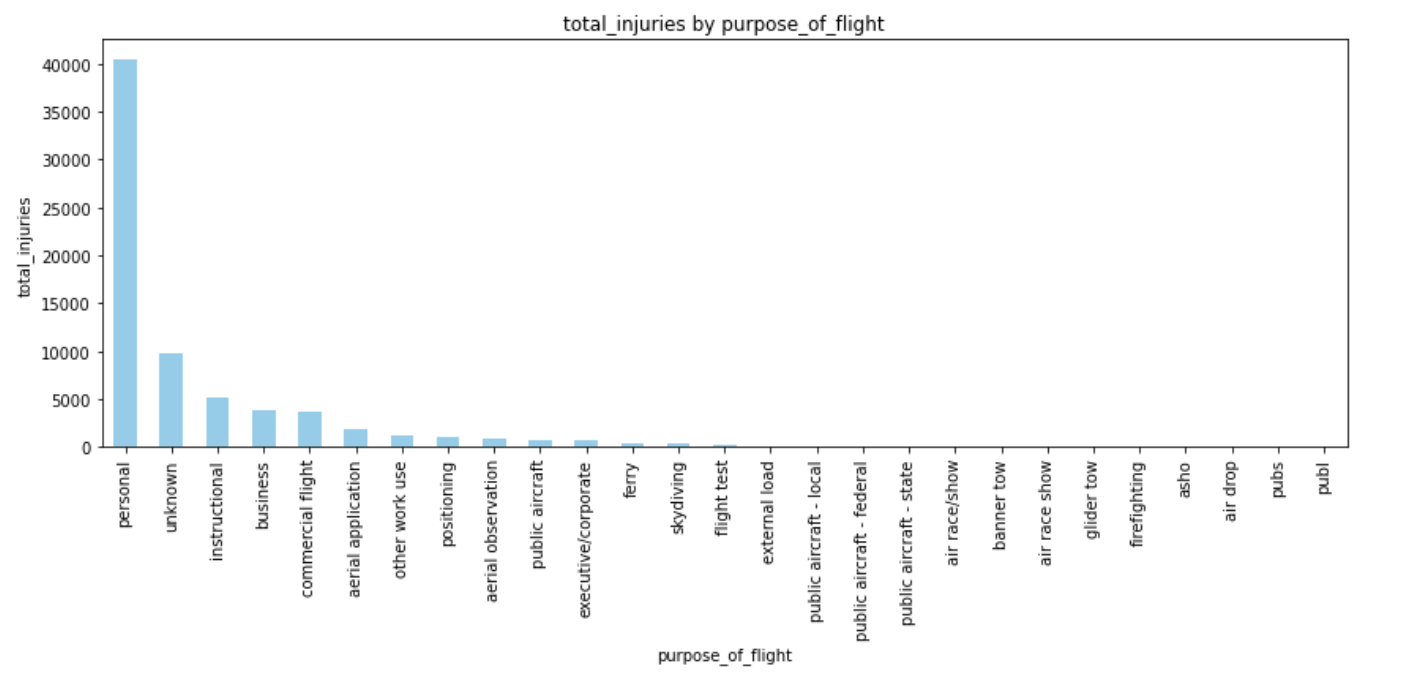 total_injuries by purpose_of_flight
total_injuries
40000
35000
30000
25000
20000
15000
10000
5000
0
personal
unknown
instructional
business
commercial flight
aerial application
other work use
positioning
aerial observation
public aircraft
executive/corporate
ferry
skydiving
flight test
external load
public aircraft - local
public aircraft - federal
public aircraft - state
air race/show
banner tow
air race show
glider tow
firefighting
asho
air drop
pubs
publ
purpose_of_flight